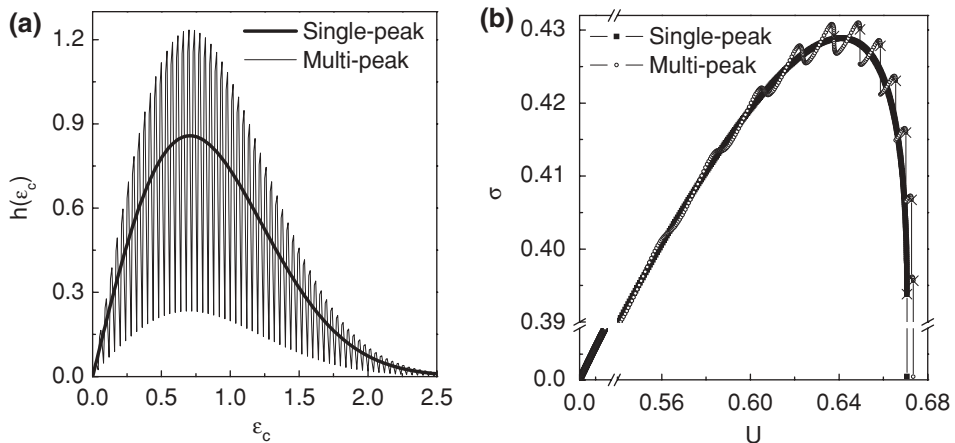 (a)
1.2
0.9
0.6
0.3
0.0
h(ε_c)
Single-peak
Multi-peak
0.0 0.5 1.0 1.5 2.0 2.5
ε_c
(b)
0.43
0.42
0.41
0.40
0.39
0.0
σ
Single-peak
Multi-peak
0.0 0.56 0.60 0.64 0.68
U